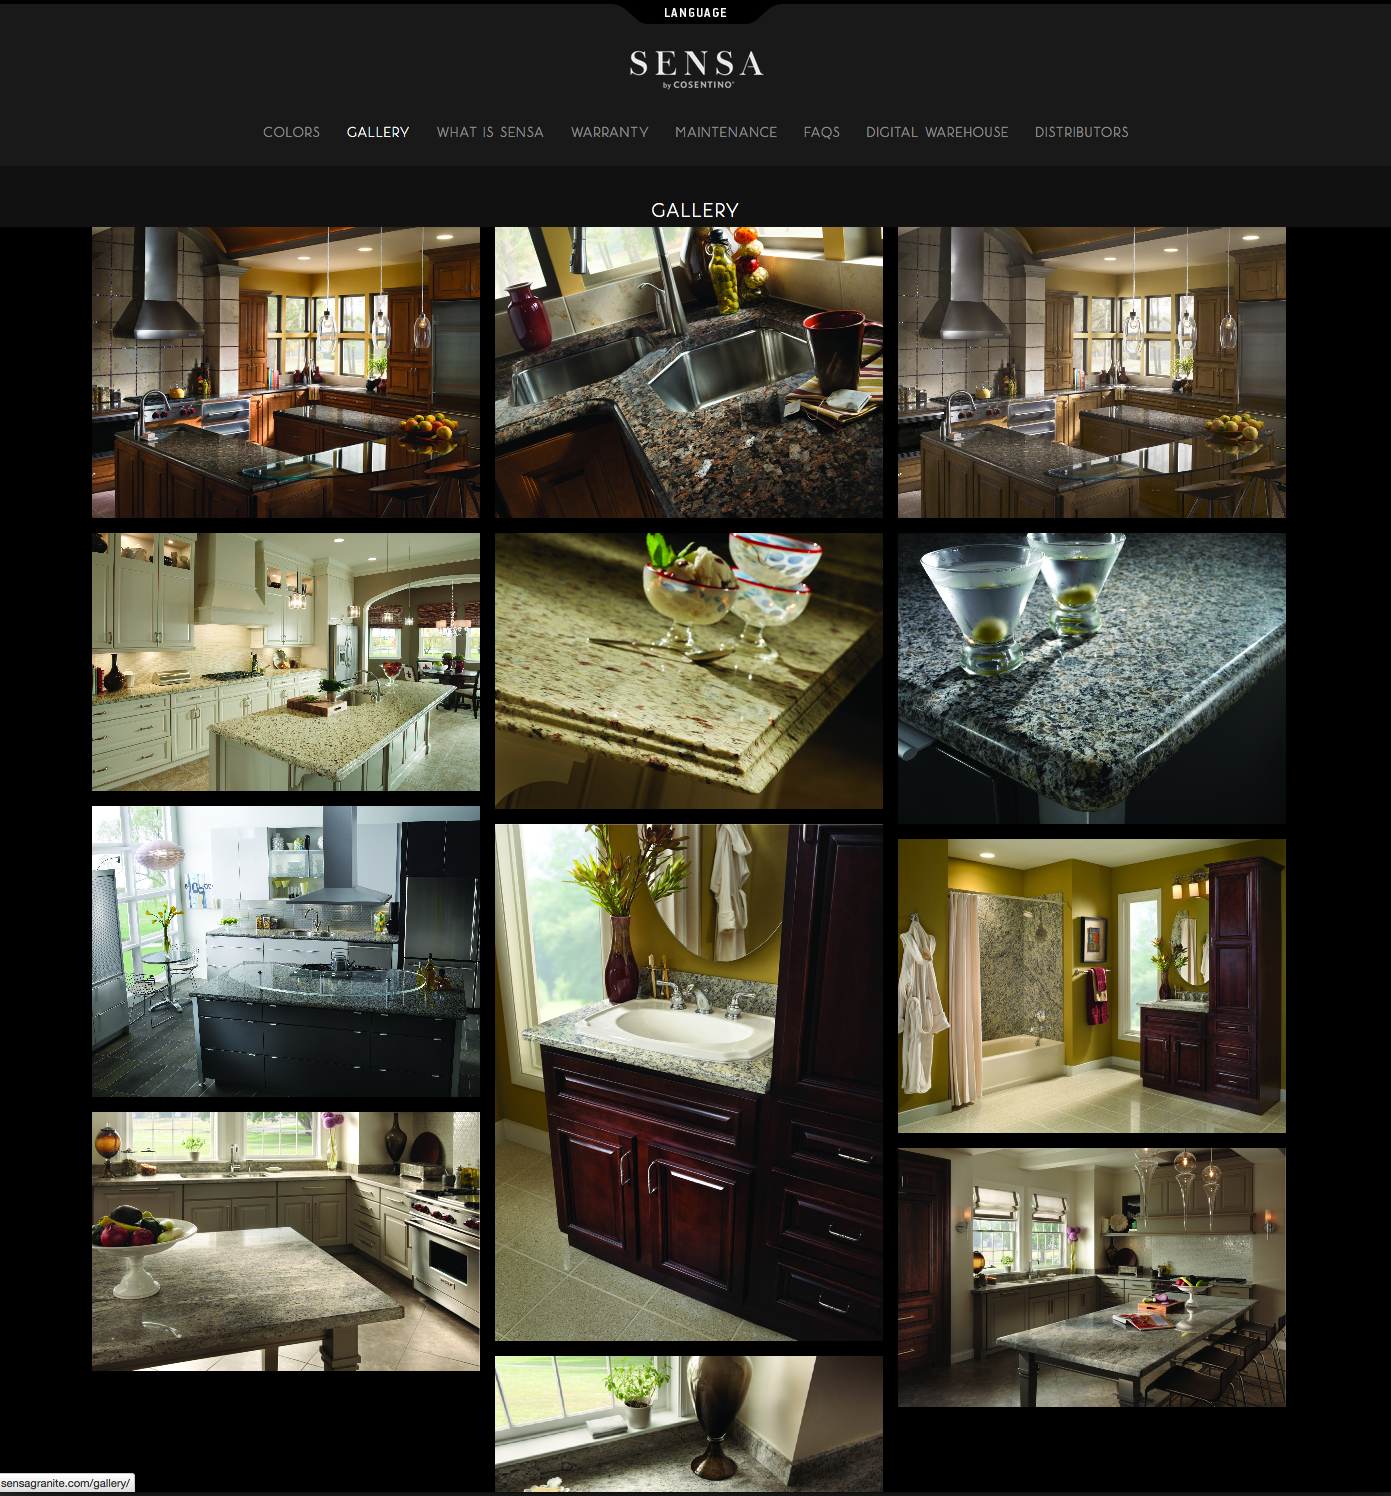 LANGUAGE
SENSA
by COSENTINO®
COLORS GALLERY WHAT IS SENSA WARRANTY MAINTENANCE FAQS DIGITAL WAREHOUSE DISTRIBUTORS
GALLERY
sensagranite.com/gallery/